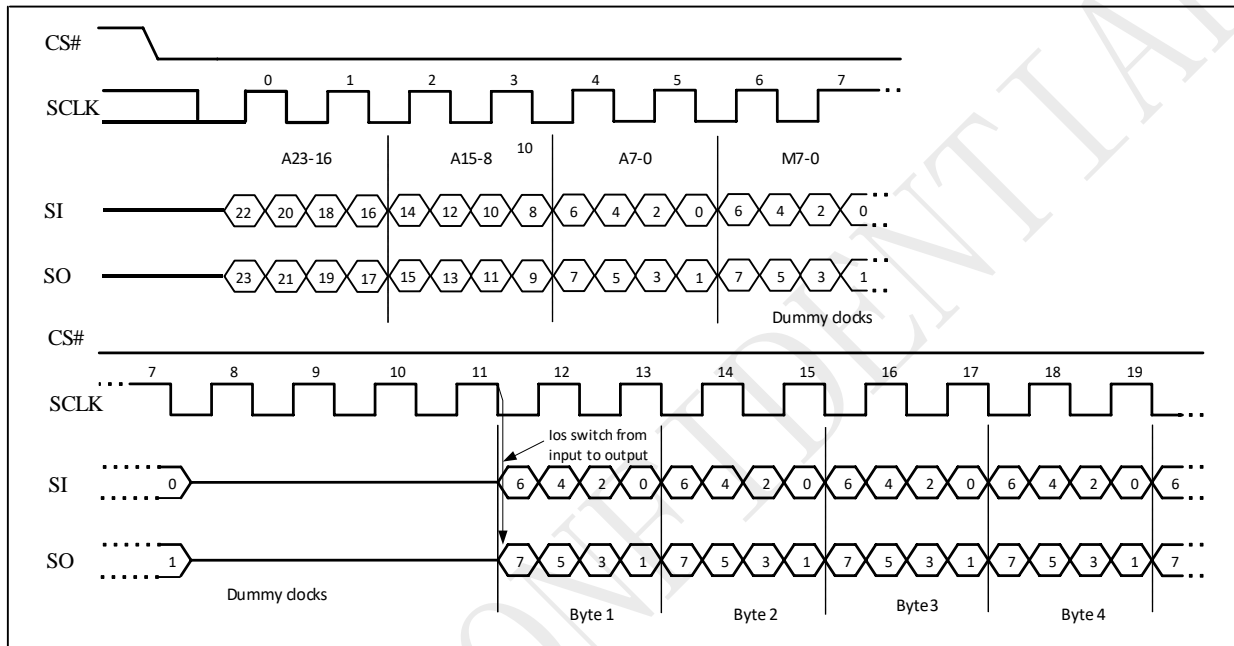 CS#
0 1 2 3 4 5 6 7
SCLK
A23-16 A15-8 10 A7-0 M7-0
SI 22 20 18 16 14 12 10 8 6 4 2 0 6 4 2 0
SO 23 21 19 17 15 13 11 9 7 5 3 1 7 5 3 1
Dummy clocks
CS#
7 8 9 10 11 12 13 14 15 16 17 18 19
SCLK
Ios switch from
input to output
SI 0 6 4 2 0 6 4 2 0 6 4 2 0 6 4 2 0 6
SO 1 7 5 3 1 7 5 3 1 7 5 3 1 7 5 3 1 7
Dummy clocks
Byte 1 Byte 2 Byte 3 Byte 4